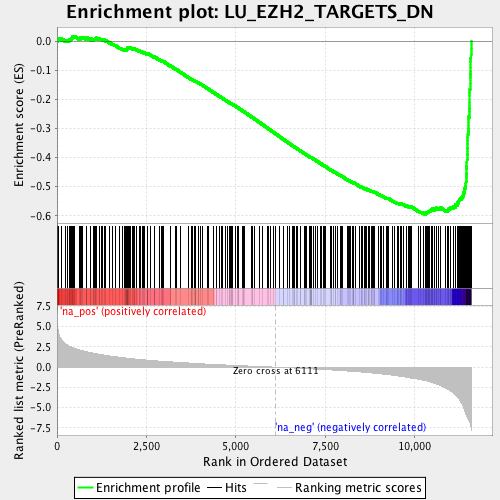 Enrichment plot: LU_EZH2_TARGETS_DN
Enrichment score (ES)
0.0
-0.1
-0.2
-0.3
-0.4
-0.5
-0.6
Ranked list metric (PreRanked)
7.5
5.0
2.5
0.0
-2.5
-5.0
-7.5
'na_pos' (positively correlated)
Zero cross at 6111
'na_neg' (negatively correlated)
0
2,500
5,000
7,500
10,000
Rank in Ordered Dataset
Enrichment profile
Hits
Ranking metric scores